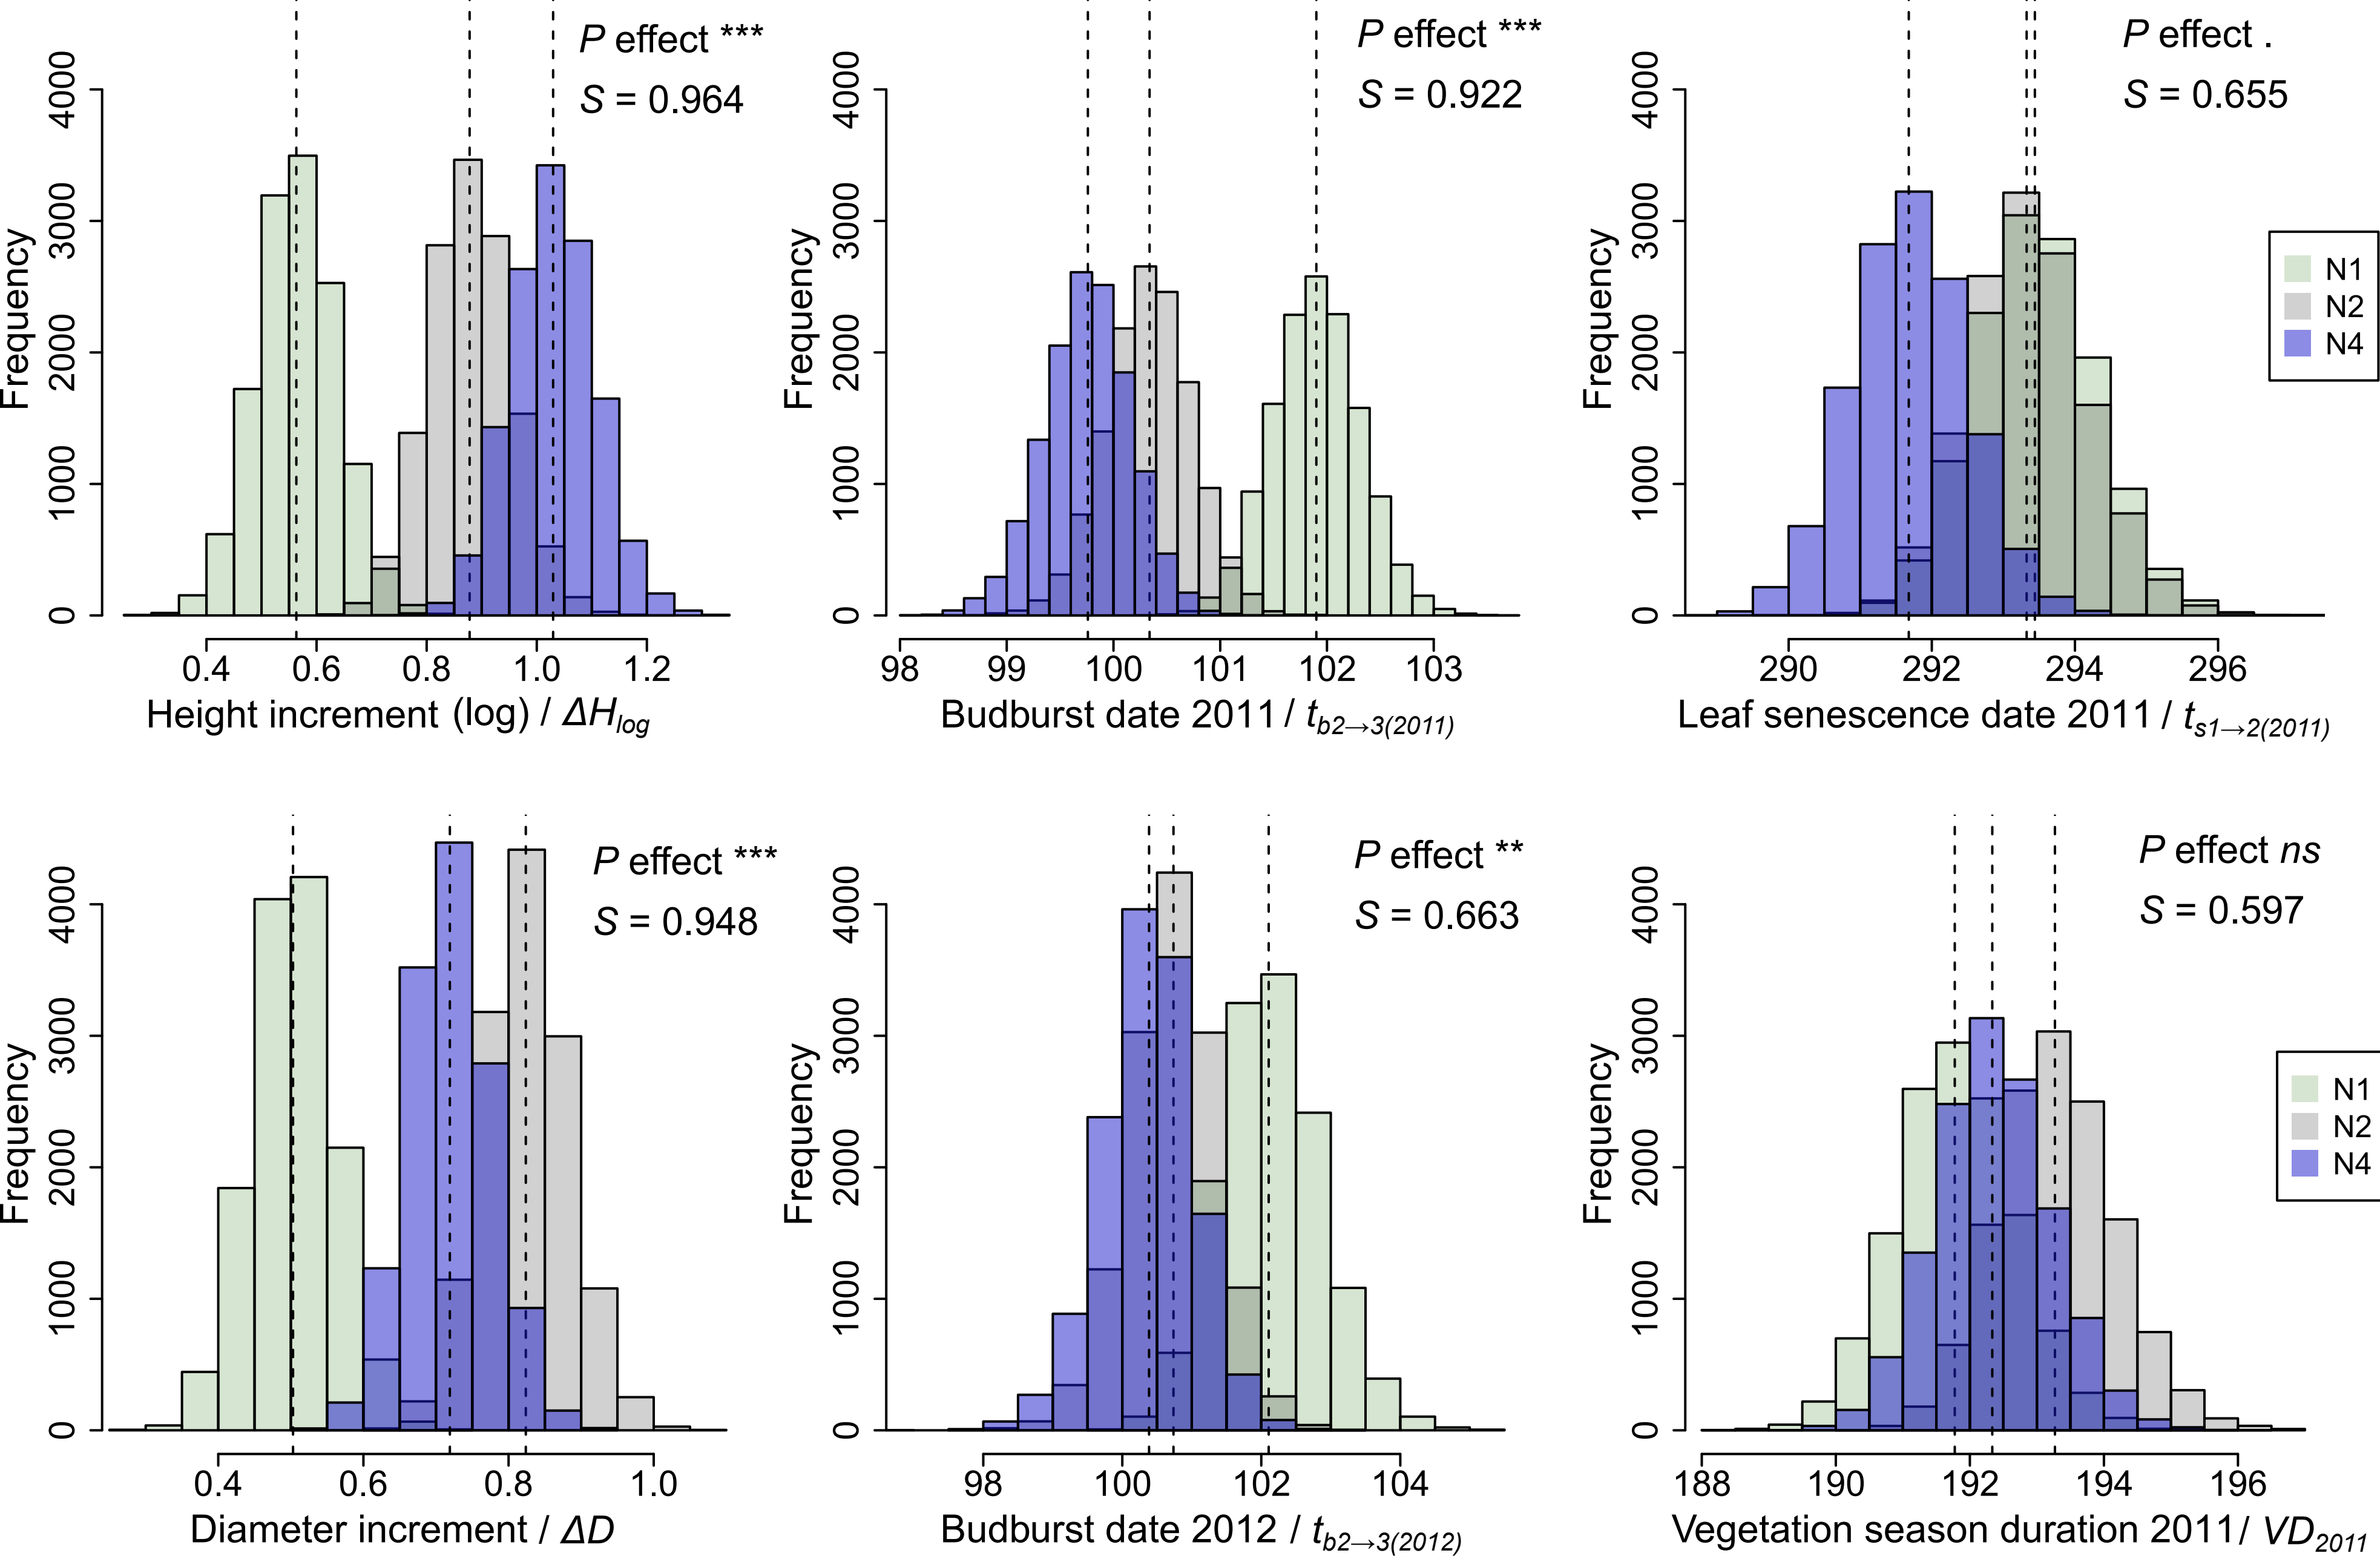 P effect ***
S = 0.964
Frequency
0 1000 2000 3000 4000
0.4 0.6 0.8 1.0 1.2
Height increment (log) / ΔHlog
P effect ***
S = 0.922
Frequency
0 1000 2000 3000 4000
98 99 100 101 102 103
Budburst date 2011 / tb2→3(2011)
P effect .
S = 0.655
Frequency
0 1000 2000 3000 4000
290 292 294 296
Leaf senescence date 2011 / ts1→2(2011)
N1
N2
N4
P effect ***
S = 0.948
Frequency
0 1000 2000 3000 4000
0.4 0.6 0.8 1.0
Diameter increment / ΔD
P effect **
S = 0.663
Frequency
0 1000 2000 3000 4000
98 100 102 104
Budburst date 2012 / tb2→3(2012)
P effect ns
S = 0.597
Frequency
0 1000 2000 3000 4000
188 190 192 194 196
Vegetation season duration 2011/ VD2011
N1
N2
N4